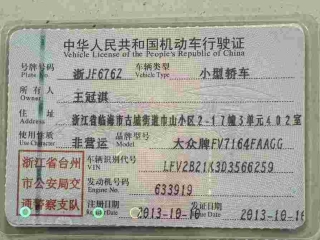 中华人民共和国机动车行驶证
Vehicle License of the People's Republic of China
号牌号码 浙JF676Z 车辆类型 小型轿车
Plate No. Vehicle Type
所有人 王冠淇
Owner
住址 浙江省临海市古城街道巾山小区2-17幢3单元402室
Address
使用性质 非营运 品牌型号 大众牌FV7164FAAGG
Use Character Model
浙江省台州
市公安局交
通警察支队
车辆识别代号 LFV2B21K3D3566259
VIN
发动机号码 633919
Engine No.
注册日期 2013-10-16 发证日期 2013-10-16
Register Date Issue Date